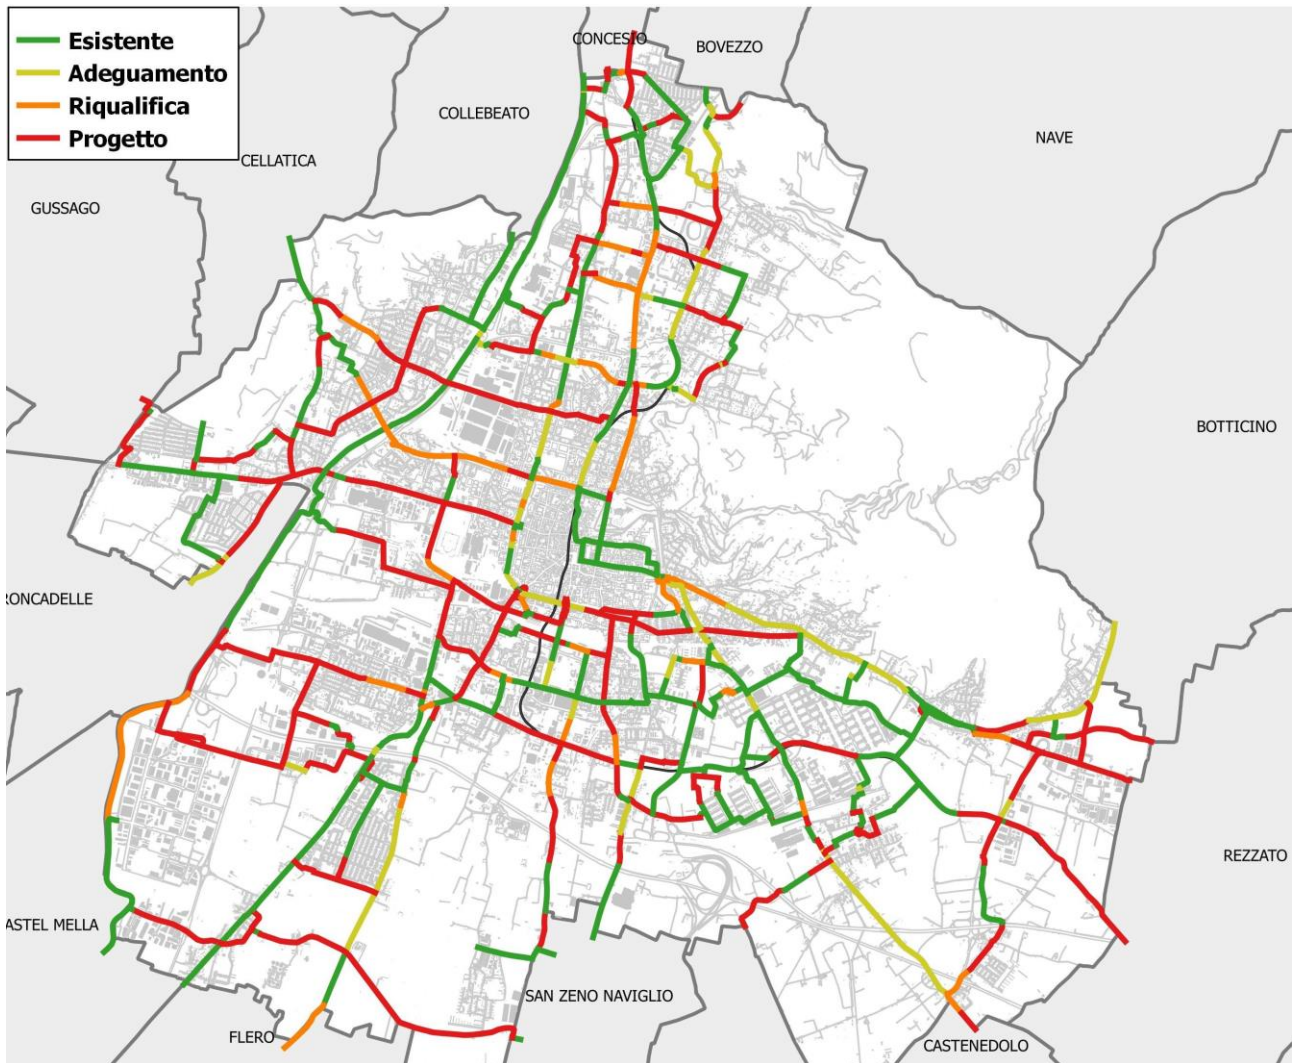 Esistente
Adeguamento
Riqualifica
Progetto
CONCESIO
BOVEZZO
COLLEBEATO
NAVE
CELLATICA
GUSSAGO
BOTTICINO
RONCADELLE
REZZATO
ASTEL MELLA
SAN ZENO NAVIGLIO
FLERO
CASTENEDOLO